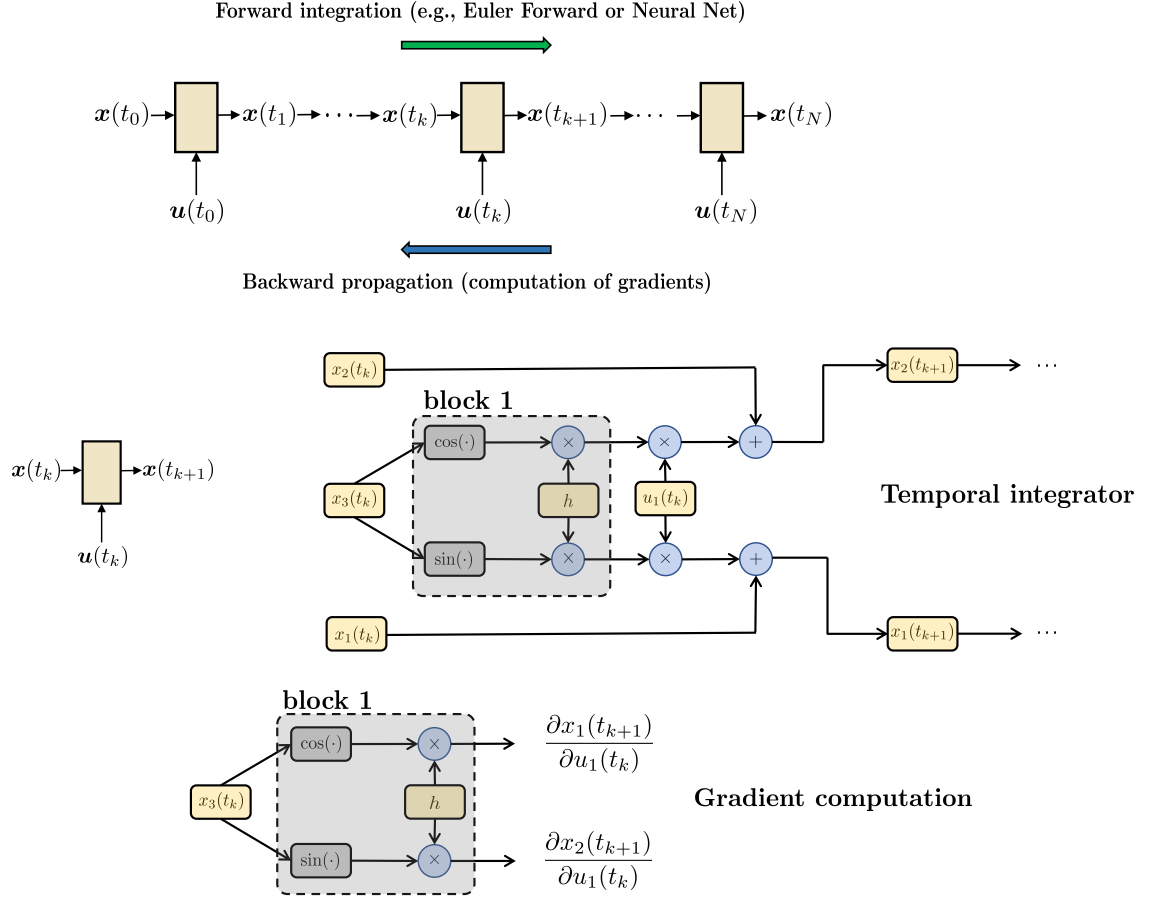 Forward integration (e.g., Euler Forward or Neural Net)
x(t₀) x(t₁) ··· x(tₖ) x(tₖ₊₁) ··· x(t_N)
u(t₀) u(tₖ) u(t_N)
Backward propagation (computation of gradients)
x₂(tₖ) x₂(tₖ₊₁) ···
block 1
cos(·) × × +
x(tₖ) x(tₖ₊₁)
x₃(tₖ) h u₁(tₖ) Temporal integrator
u(tₖ)
sin(·) × × +
x₁(tₖ) x₁(tₖ₊₁) ···
block 1
cos(·) × ∂x₁(tₖ₊₁)
∂u₁(tₖ)
x₃(tₖ) h Gradient computation
sin(·) × ∂x₂(tₖ₊₁)
∂u₁(tₖ)